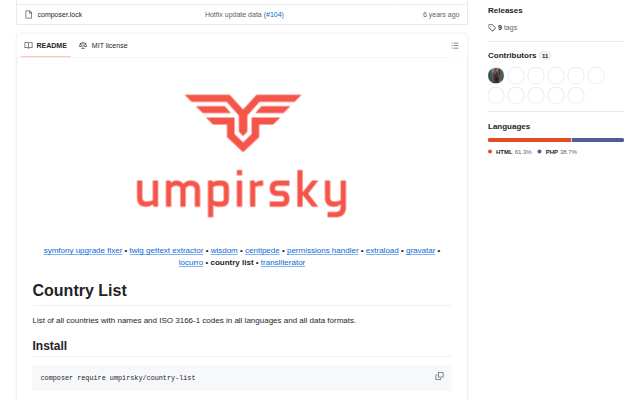 composer.lock Hotfix update data (#104) 6 years ago
README MIT license
umpirsky
symfony upgrade fixer • twig gettext extractor • wisdom • centipede • permissions handler • extraload • gravatar •
locurro • country list • transliterator
Country List
List of all countries with names and ISO 3166-1 codes in all languages and all data formats.
Install
composer require umpirsky/country-list
Releases
9 tags
Contributors 11
Languages
HTML 61.3% PHP 38.7%